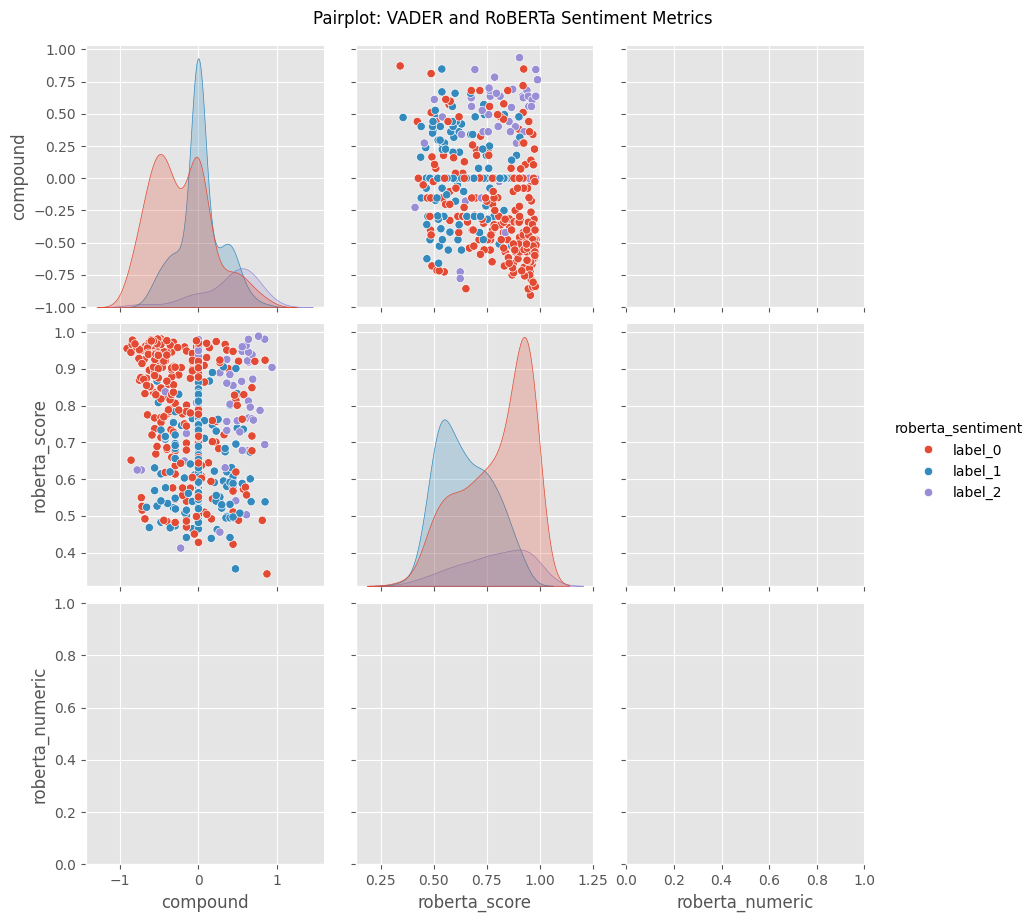 Pairplot: VADER and RoBERTa Sentiment Metrics
1.00
0.75
0.50
0.25
0.00
−0.25
−0.50
−0.75
−1.00
compound
1.0
0.9
0.8
0.7
0.6
0.5
0.4
roberta_score
1.0
0.8
0.6
0.4
0.2
0.0
roberta_numeric
−1 0 1
compound
0.25 0.50 0.75 1.00 1.25
roberta_score
0.0 0.2 0.4 0.6 0.8 1.0
roberta_numeric
roberta_sentiment
label_0
label_1
label_2